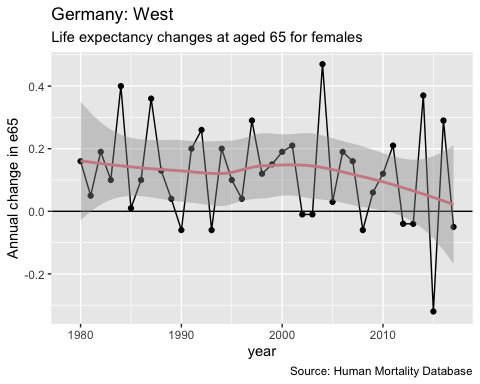 Germany: West
Life expectancy changes at aged 65 for females
Annual change in e65
0.4
0.2
0.0
-0.2
1980 1990 2000 2010
year
Source: Human Mortality Database